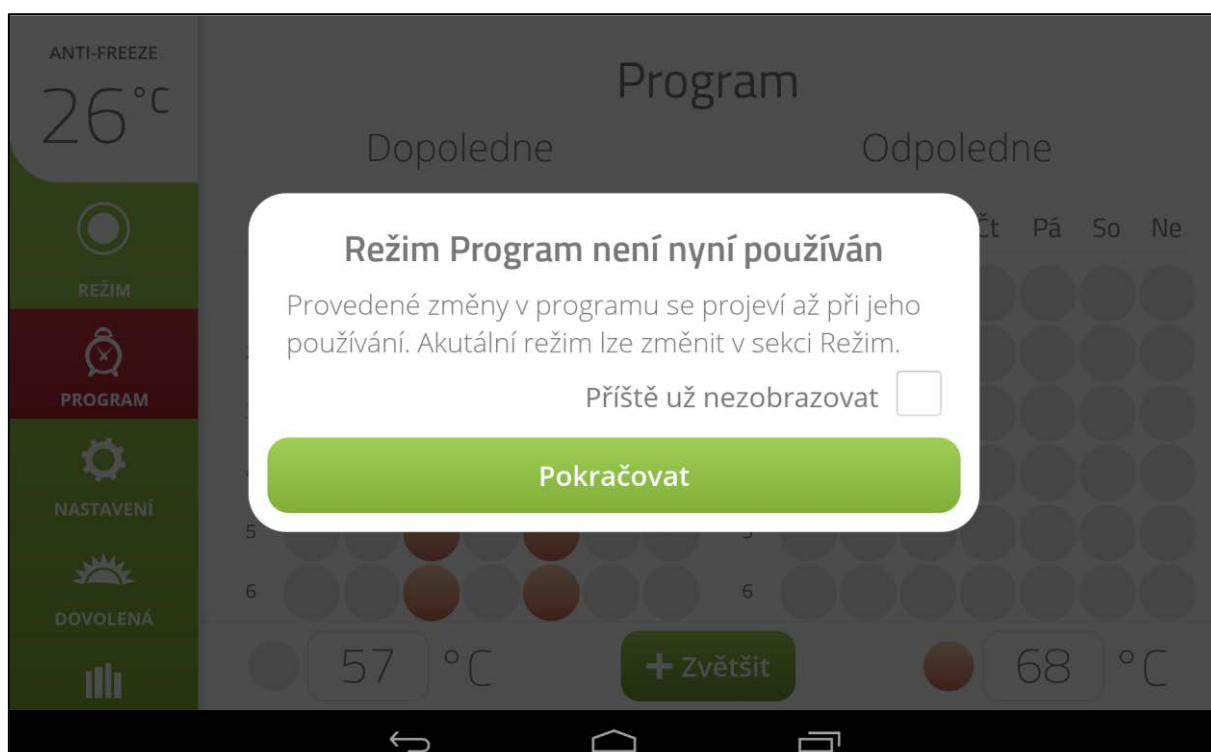 ANTI-FREEZE
26 °C
Program
Dopoledne
Odpoledne
Čt Pá So Ne
REŽIM
PROGRAM
NASTAVENÍ
DOVOLENÁ
Režim Program není nyní používán
Provedené změny v programu se projeví až při jeho
používání. Akutální režim lze změnit v sekci Režim.
Příště už nezobrazovat
Pokračovat
5
6
6
57 °C
+ Zvětšit
68 °C